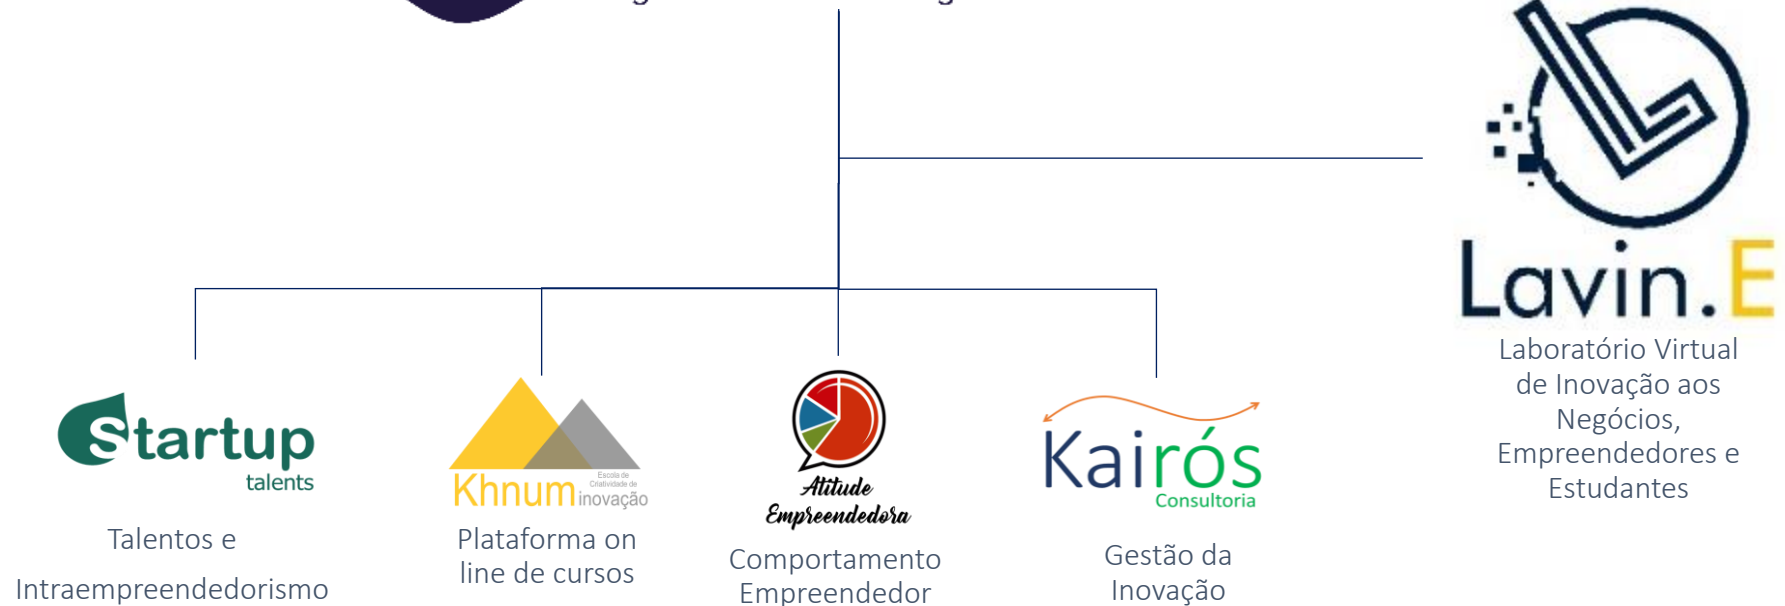 Lavin.E
Laboratório Virtual
de Inovação aos
Negócios,
Empreendedores e
Estudantes
Startup
talents
Talentos e
Intraempreendedorismo
Khnum
Escola de
Criatividade de
inovação
Plataforma on
line de cursos
Atitude
Empreendedora
Comportamento
Empreendedor
Kairós
Consultoria
Gestão da
Inovação